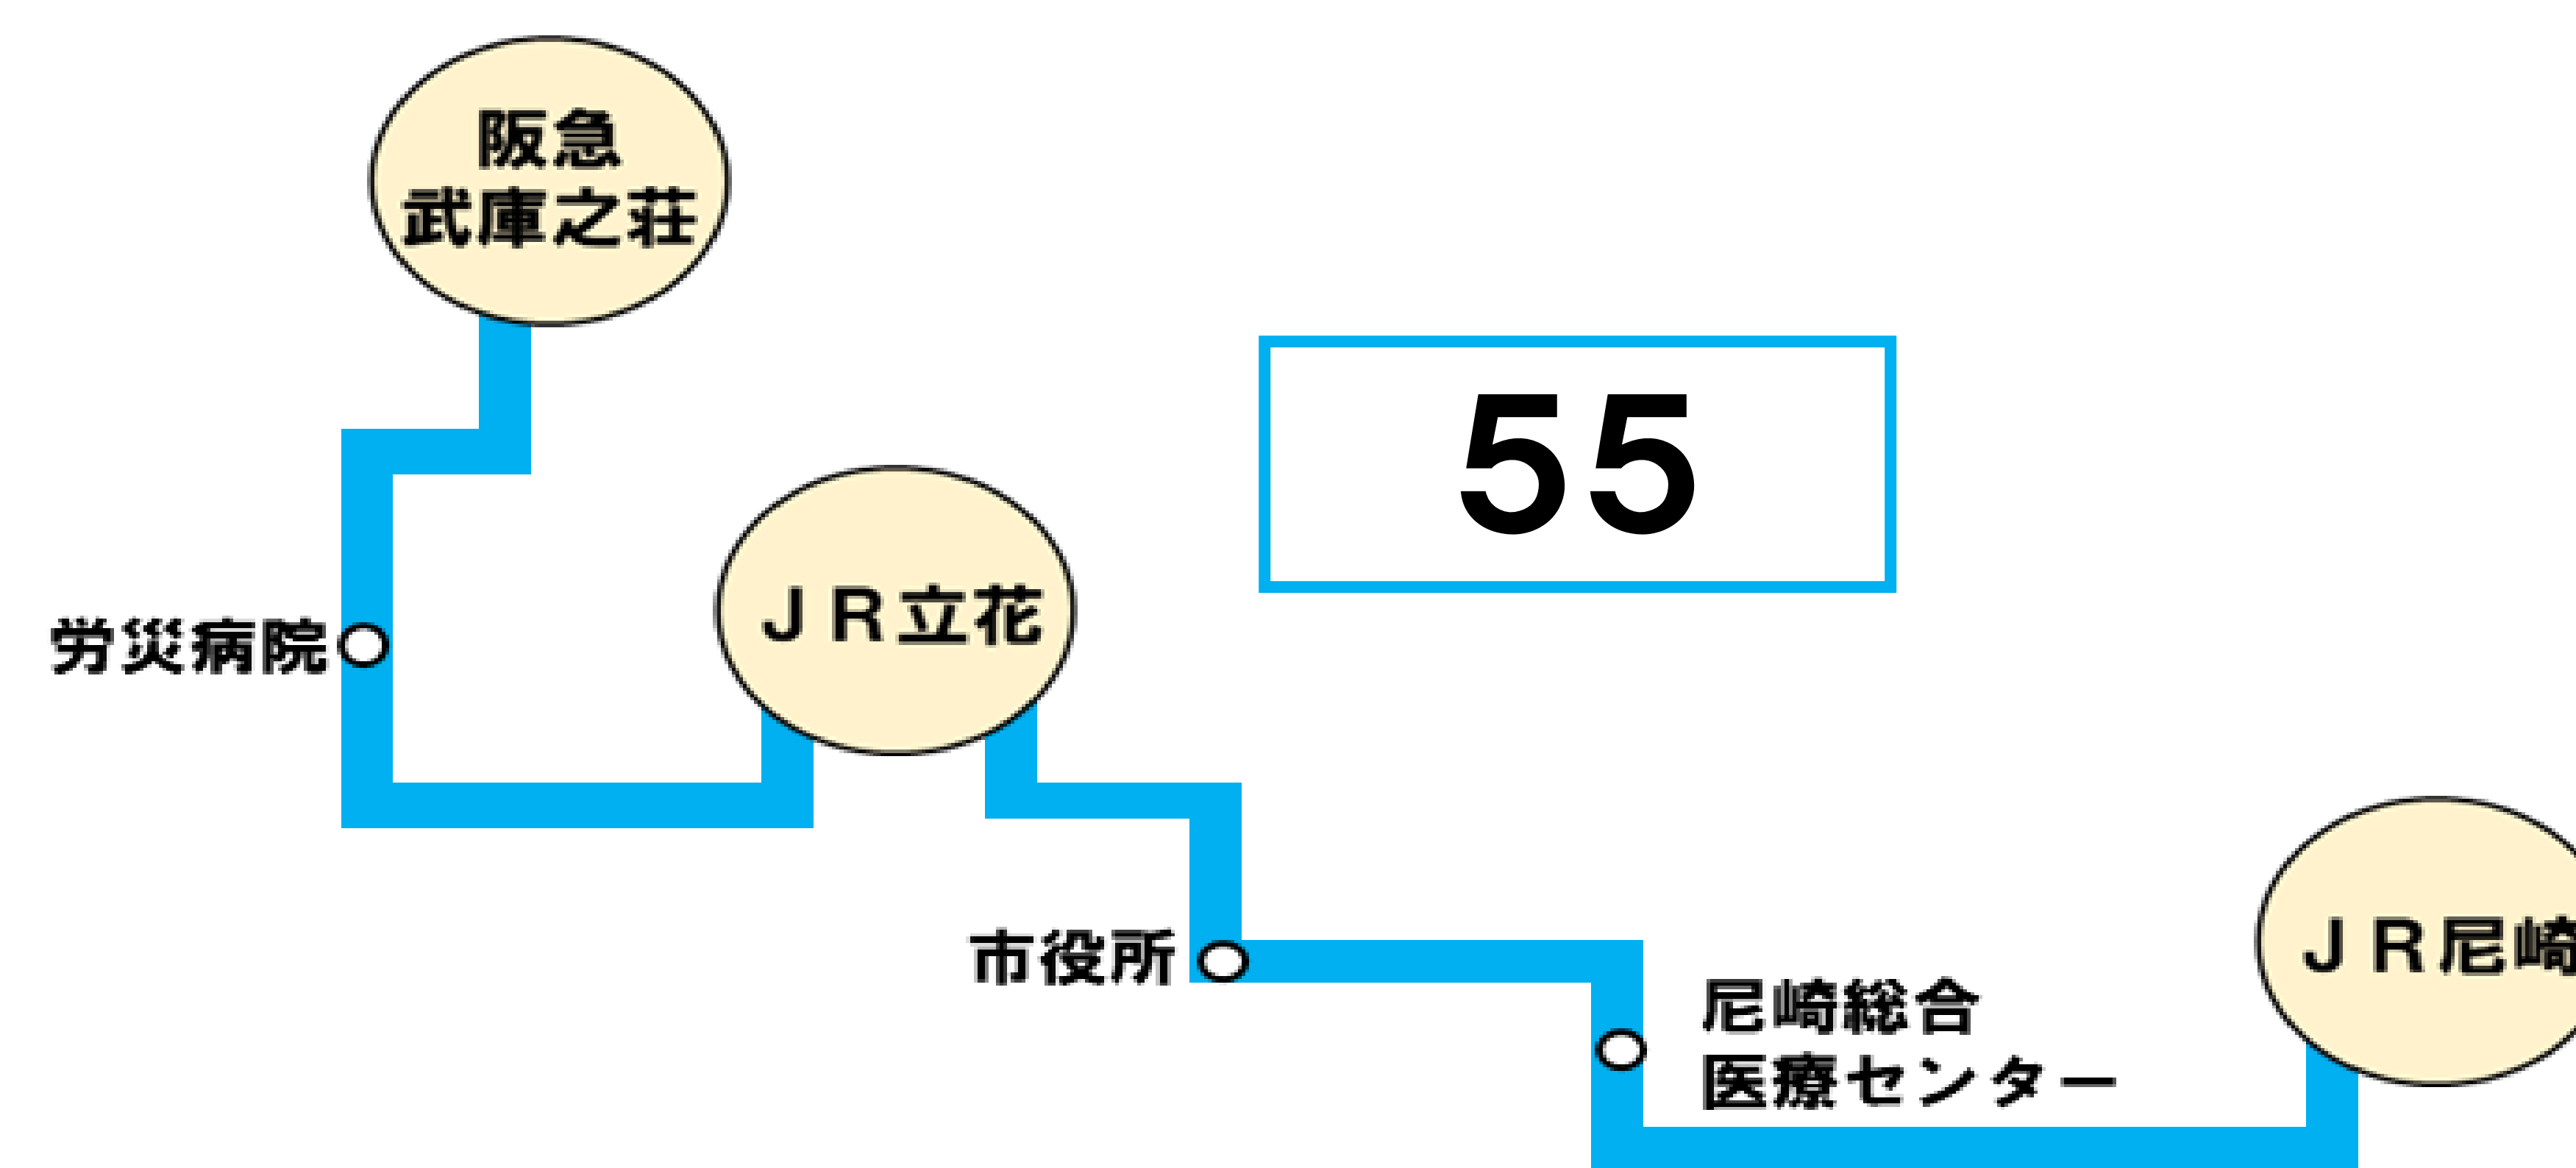 阪急
武庫之荘
55
ＪＲ立花
労災病院
市役所
尼崎総合
医療センター
ＪＲ尼崎